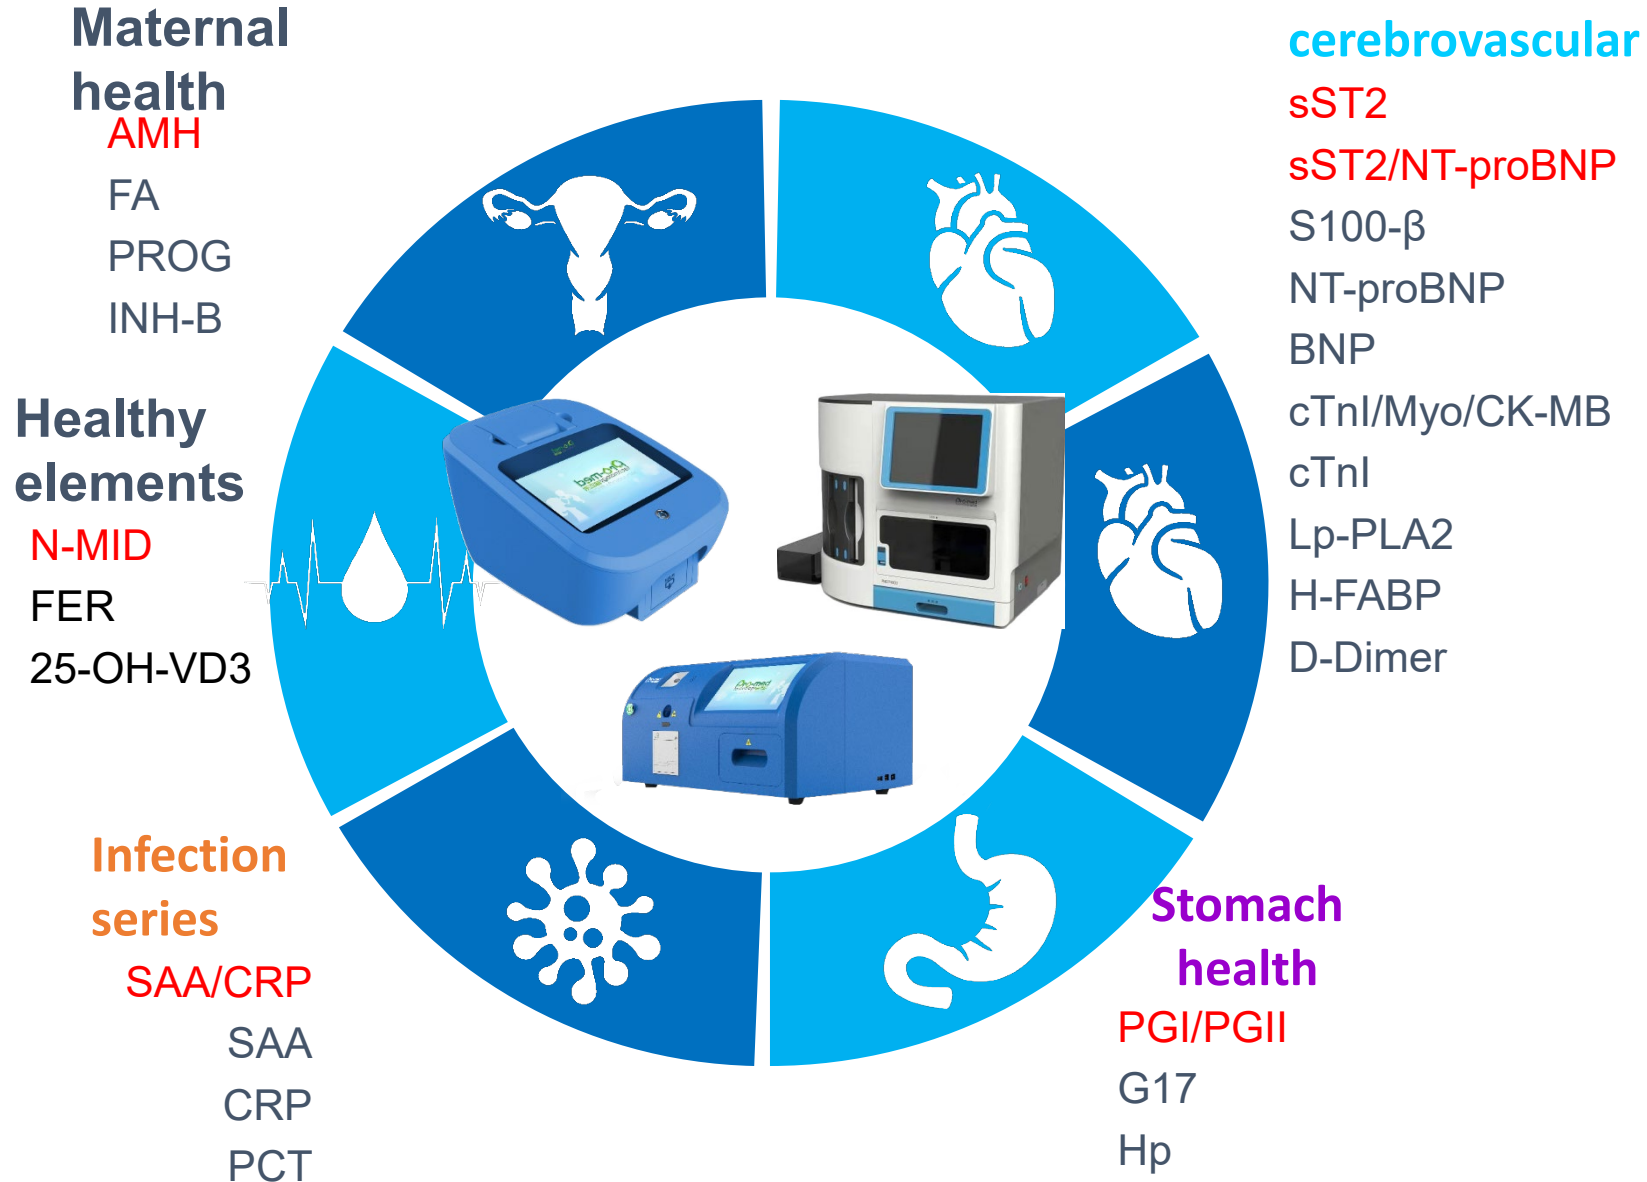 Maternal
health
AMH
FA
PROG
INH-B
Healthy
elements
N-MID
FER
25-OH-VD3
Infection
series
SAA/CRP
SAA
CRP
PCT
cerebrovascular
sST2
sST2/NT-proBNP
S100-β
NT-proBNP
BNP
cTnI/Myo/CK-MB
cTnI
Lp-PLA2
H-FABP
D-Dimer
Stomach
health
PGI/PGII
G17
Hp